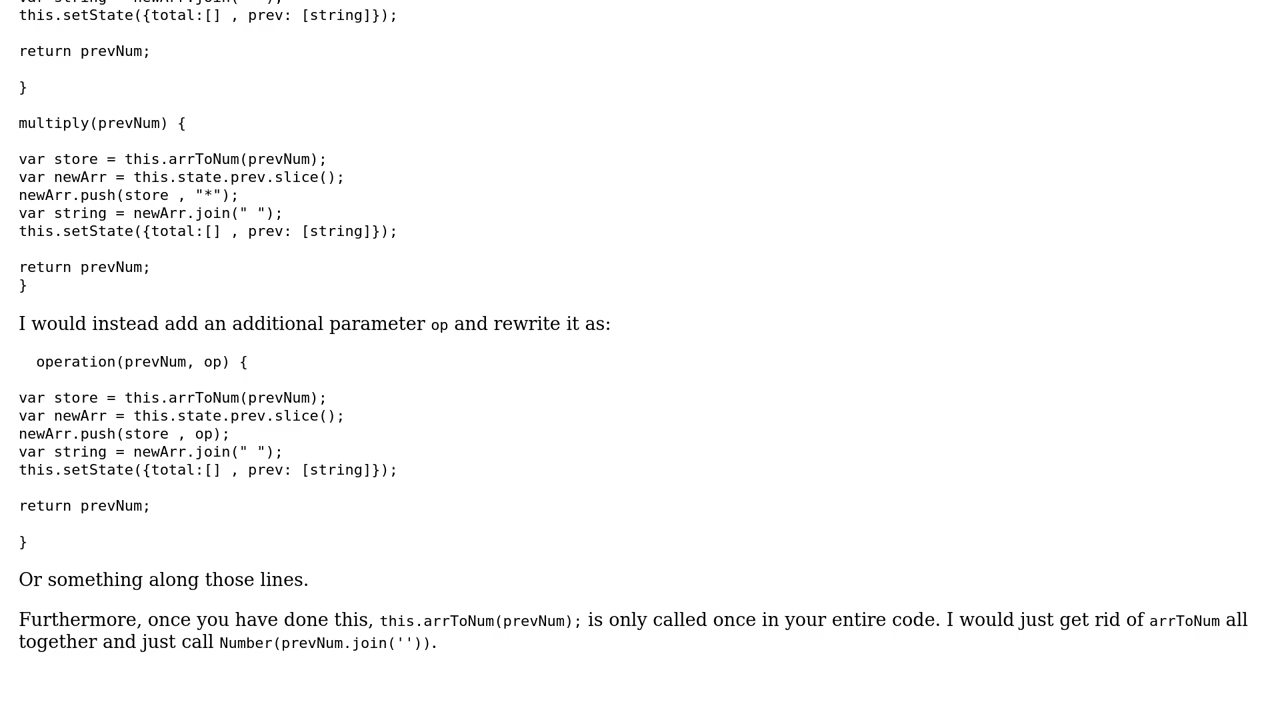 var string = newArr.join(" ");
this.setState({total:[] , prev: [string]});
return prevNum;
}
multiply(prevNum) {
var store = this.arrToNum(prevNum);
var newArr = this.state.prev.slice();
newArr.push(store , "*");
var string = newArr.join(" ");
this.setState({total:[] , prev: [string]});
return prevNum;
}
I would instead add an additional parameter op and rewrite it as:
operation(prevNum, op) {
var store = this.arrToNum(prevNum);
var newArr = this.state.prev.slice();
newArr.push(store , op);
var string = newArr.join(" ");
this.setState({total:[] , prev: [string]});
return prevNum;
}
Or something along those lines.
Furthermore, once you have done this, this.arrToNum(prevNum); is only called once in your entire code. I would just get rid of arrToNum all
together and just call Number(prevNum.join('')).